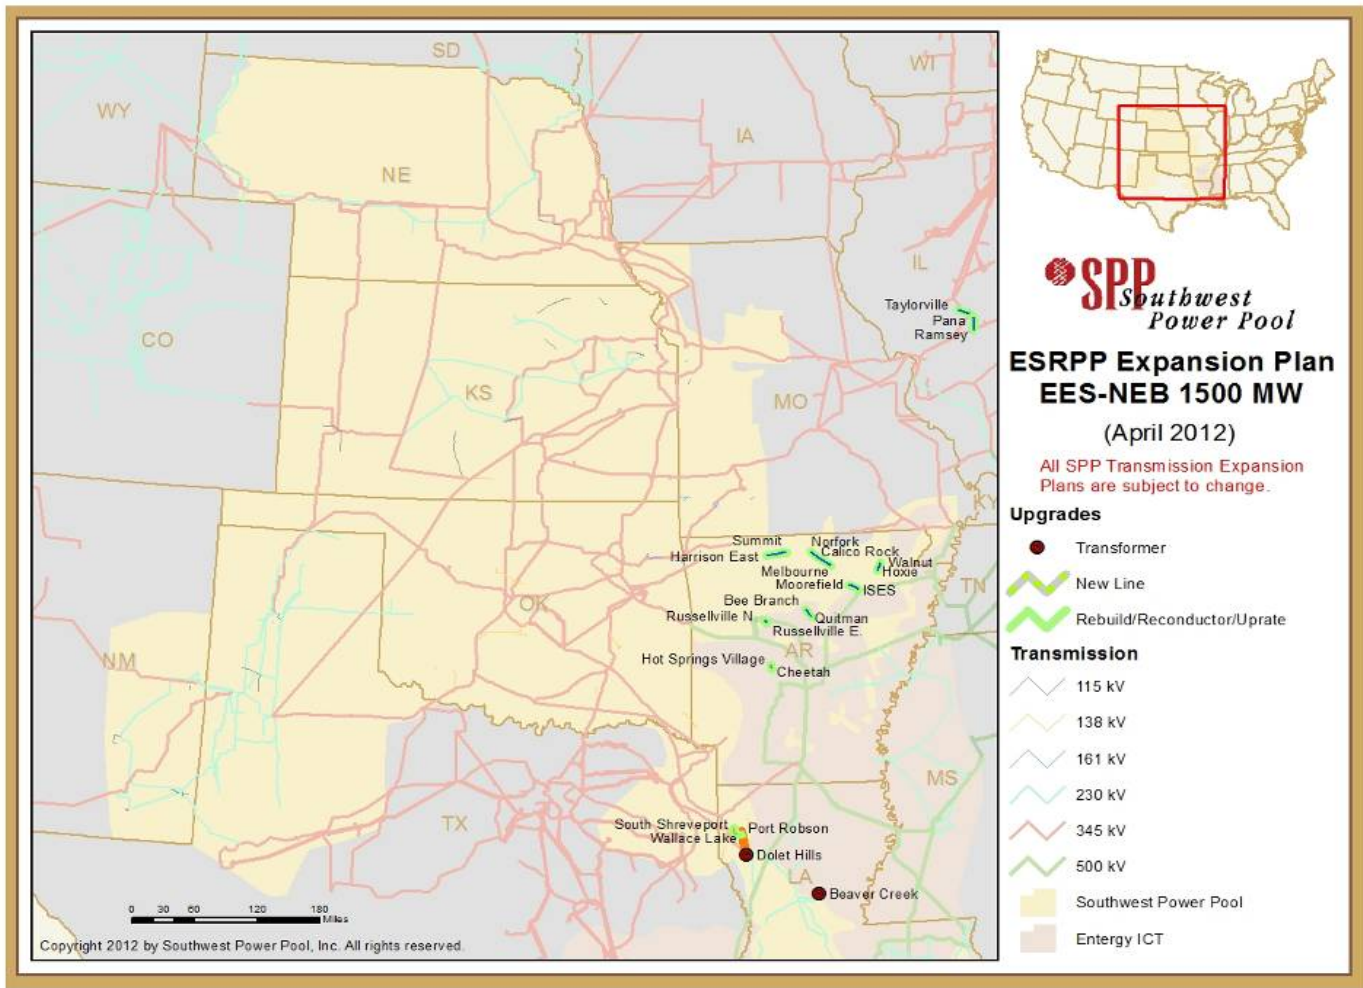 SD
WI
WY
IA
NE
IL
Taylorville
Pana
Ramsey
CO
KS
MO
KY
Summit
Norfork
Harrison East
Calico Rock
Walnut
Melbourne
Hoxie
Moorefield
ISES
TN
Bee Branch
OK
Russellville N.
Quitman
Russellville E.
AR
Hot Springs Village
NM
Cheetah
MS
TX
South Shreveport
Port Robson
Wallace Lake
Dolet Hills
LA
Beaver Creek
0 30 60 120 180
Miles
Copyright 2012 by Southwest Power Pool, Inc. All rights reserved.
SPP
Southwest
Power Pool
ESRPP Expansion Plan
EES-NEB 1500 MW
(April 2012)
All SPP Transmission Expansion
Plans are subject to change.
Upgrades
Transformer
New Line
Rebuild/Reconductor/Uprate
Transmission
115 kV
138 kV
161 kV
230 kV
345 kV
500 kV
Southwest Power Pool
Entergy ICT